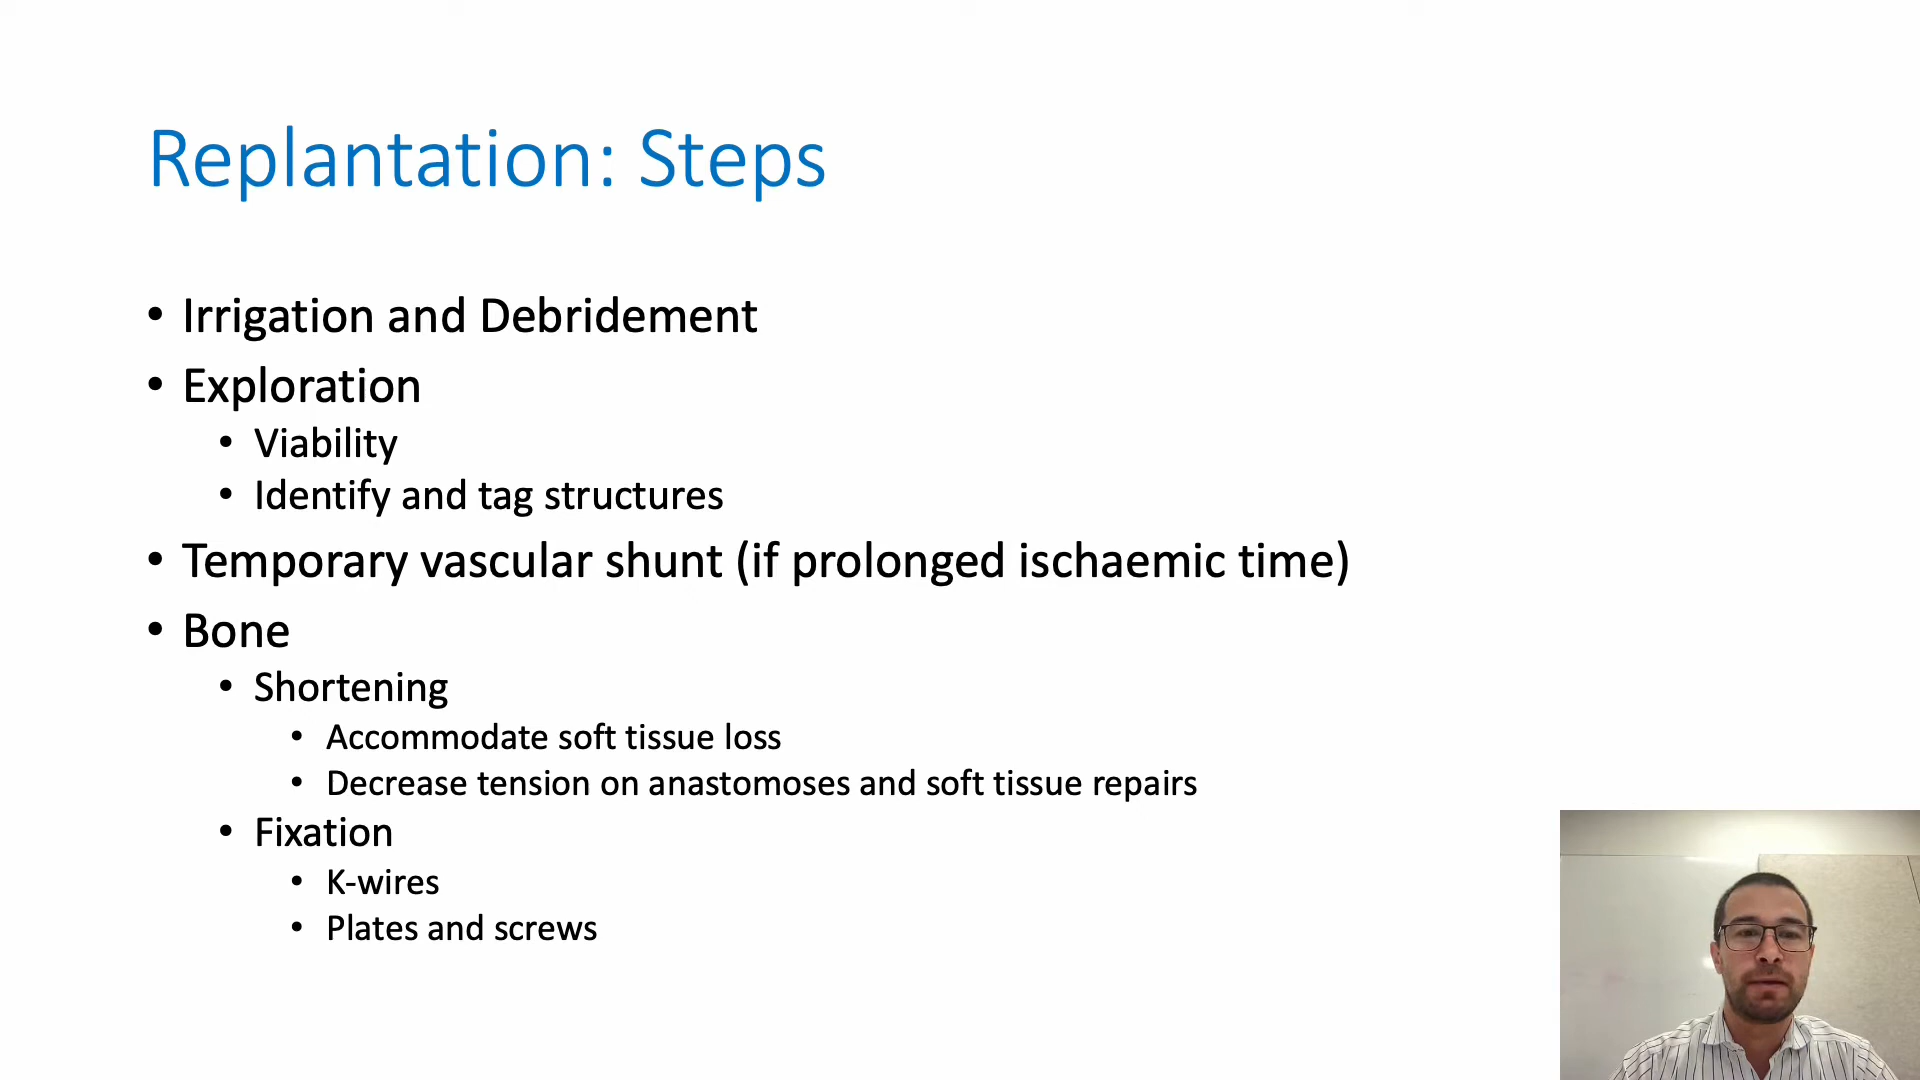 Replantation: Steps
• Irrigation and Debridement
• Exploration
• Viability
• Identify and tag structures
• Temporary vascular shunt (if prolonged ischaemic time)
• Bone
• Shortening
• Accommodate soft tissue loss
• Decrease tension on anastomoses and soft tissue repairs
• Fixation
• K-wires
• Plates and screws